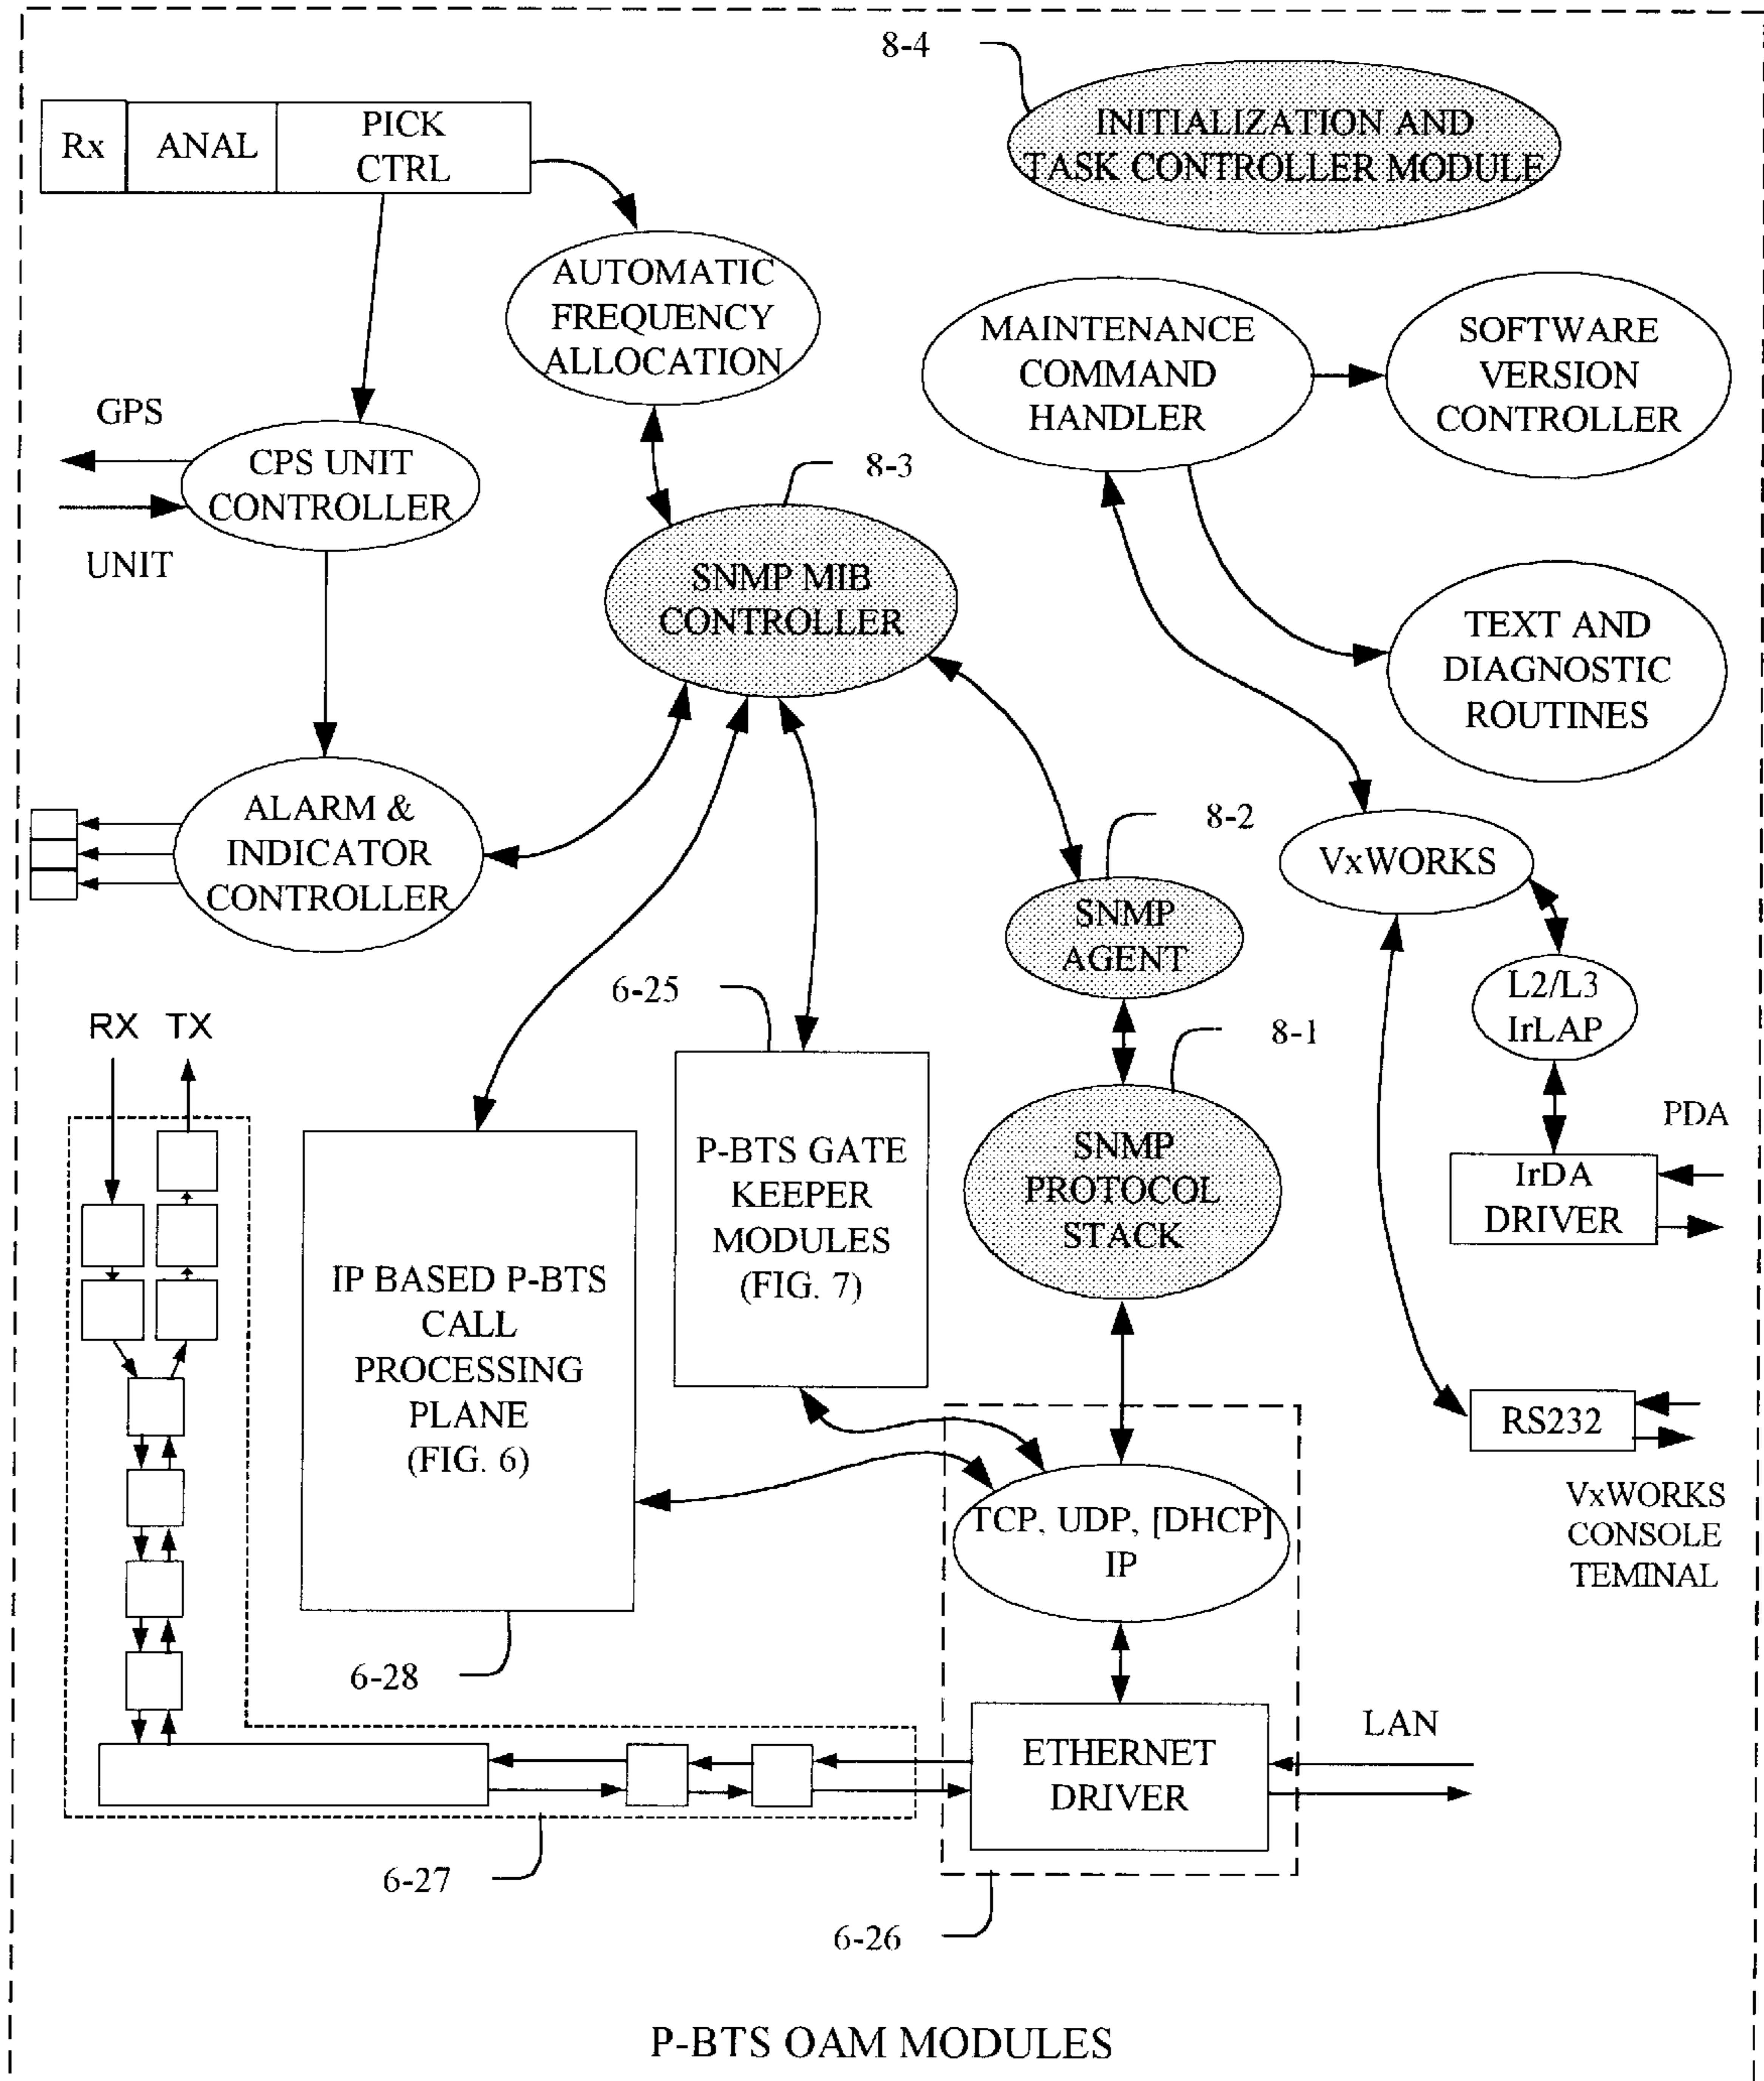 8-4
INITIALIZATION AND
TASK CONTROLLER MODULE
Rx
ANAL
PICK
CTRL
AUTOMATIC
FREQUENCY
ALLOCATION
MAINTENANCE
COMMAND
HANDLER
SOFTWARE
VERSION
CONTROLLER
GPS
CPS UNIT
CONTROLLER
UNIT
8-3
SNMP MIB
CONTROLLER
TEXT AND
DIAGNOSTIC
ROUTINES
ALARM &
INDICATOR
CONTROLLER
8-2
SNMP
AGENT
VxWORKS
L2/L3
IrLAP
6-25
8-1
RX
TX
PDA
P-BTS GATE
KEEPER
MODULES
(FIG. 7)
SNMP
PROTOCOL
STACK
IrDA
DRIVER
IP BASED P-BTS
CALL
PROCESSING
PLANE
(FIG. 6)
RS232
VxWORKS
CONSOLE
TEMINAL
TCP, UDP, [DHCP]
IP
6-28
LAN
ETHERNET
DRIVER
6-27
6-26
P-BTS OAM MODULES